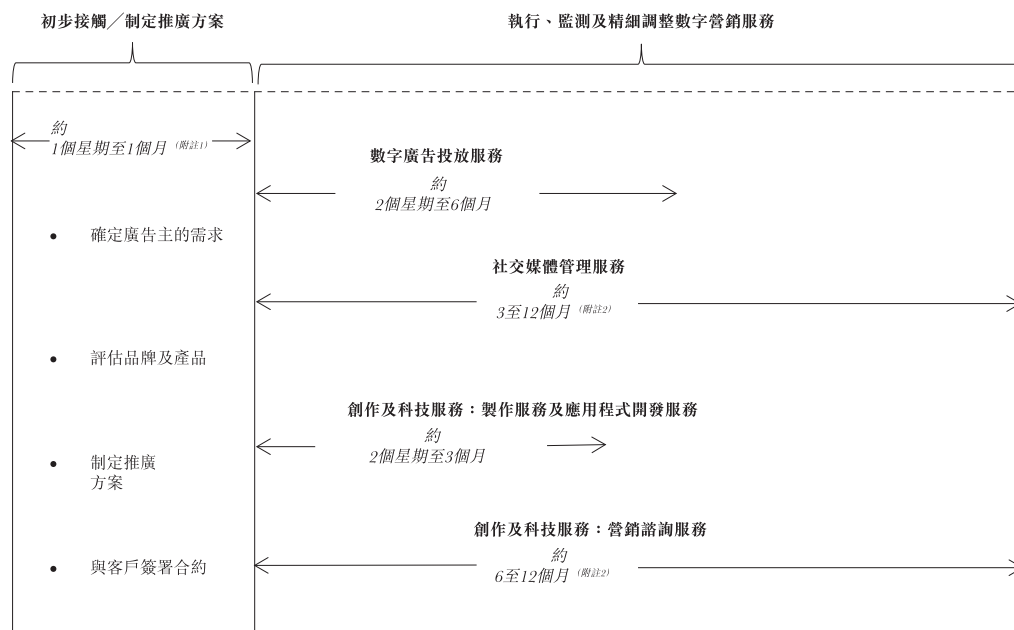 初步接觸╱制定推廣方案
執行、監測及精細調整數字營銷服務
約
1個星期至1個月 (附註1)
• 確定廣告主的需求
• 評估品牌及產品
• 制定推廣
方案
• 與客戶簽署合約
數字廣告投放服務
約
2個星期至6個月
社交媒體管理服務
約
3至12個月 (附註2)
創作及科技服務：製作服務及應用程式開發服務
約
2個星期至3個月
創作及科技服務：營銷諮詢服務
約
6至12個月 (附註2)